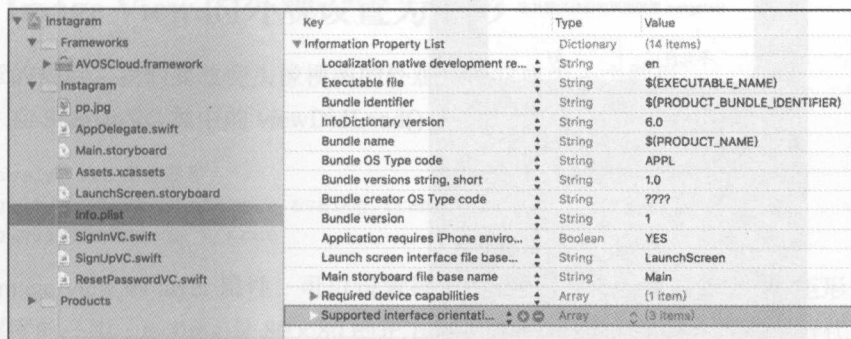 Instagram
Frameworks
AVOSCloud.framework
Instagram
pp.jpg
AppDelegate.swift
Main.storyboard
Assets.xcassets
LaunchScreen.storyboard
Info.plist
SignInVC.swift
SignUpVC.swift
ResetPasswordVC.swift
Products
Key Type Value
Information Property List Dictionary (14 items)
Localization native development re... String en
Executable file String $(EXECUTABLE_NAME)
Bundle identifier String $(PRODUCT_BUNDLE_IDENTIFIER)
InfoDictionary version String 6.0
Bundle name String $(PRODUCT_NAME)
Bundle OS Type code String APPL
Bundle versions string, short String 1.0
Bundle creator OS Type code String ????
Bundle version String 1
Application requires iPhone enviro... Boolean YES
Launch screen interface file base... String LaunchScreen
Main storyboard file base name String Main
Required device capabilities Array (1 item)
Supported interface orientati... Array (3 items)